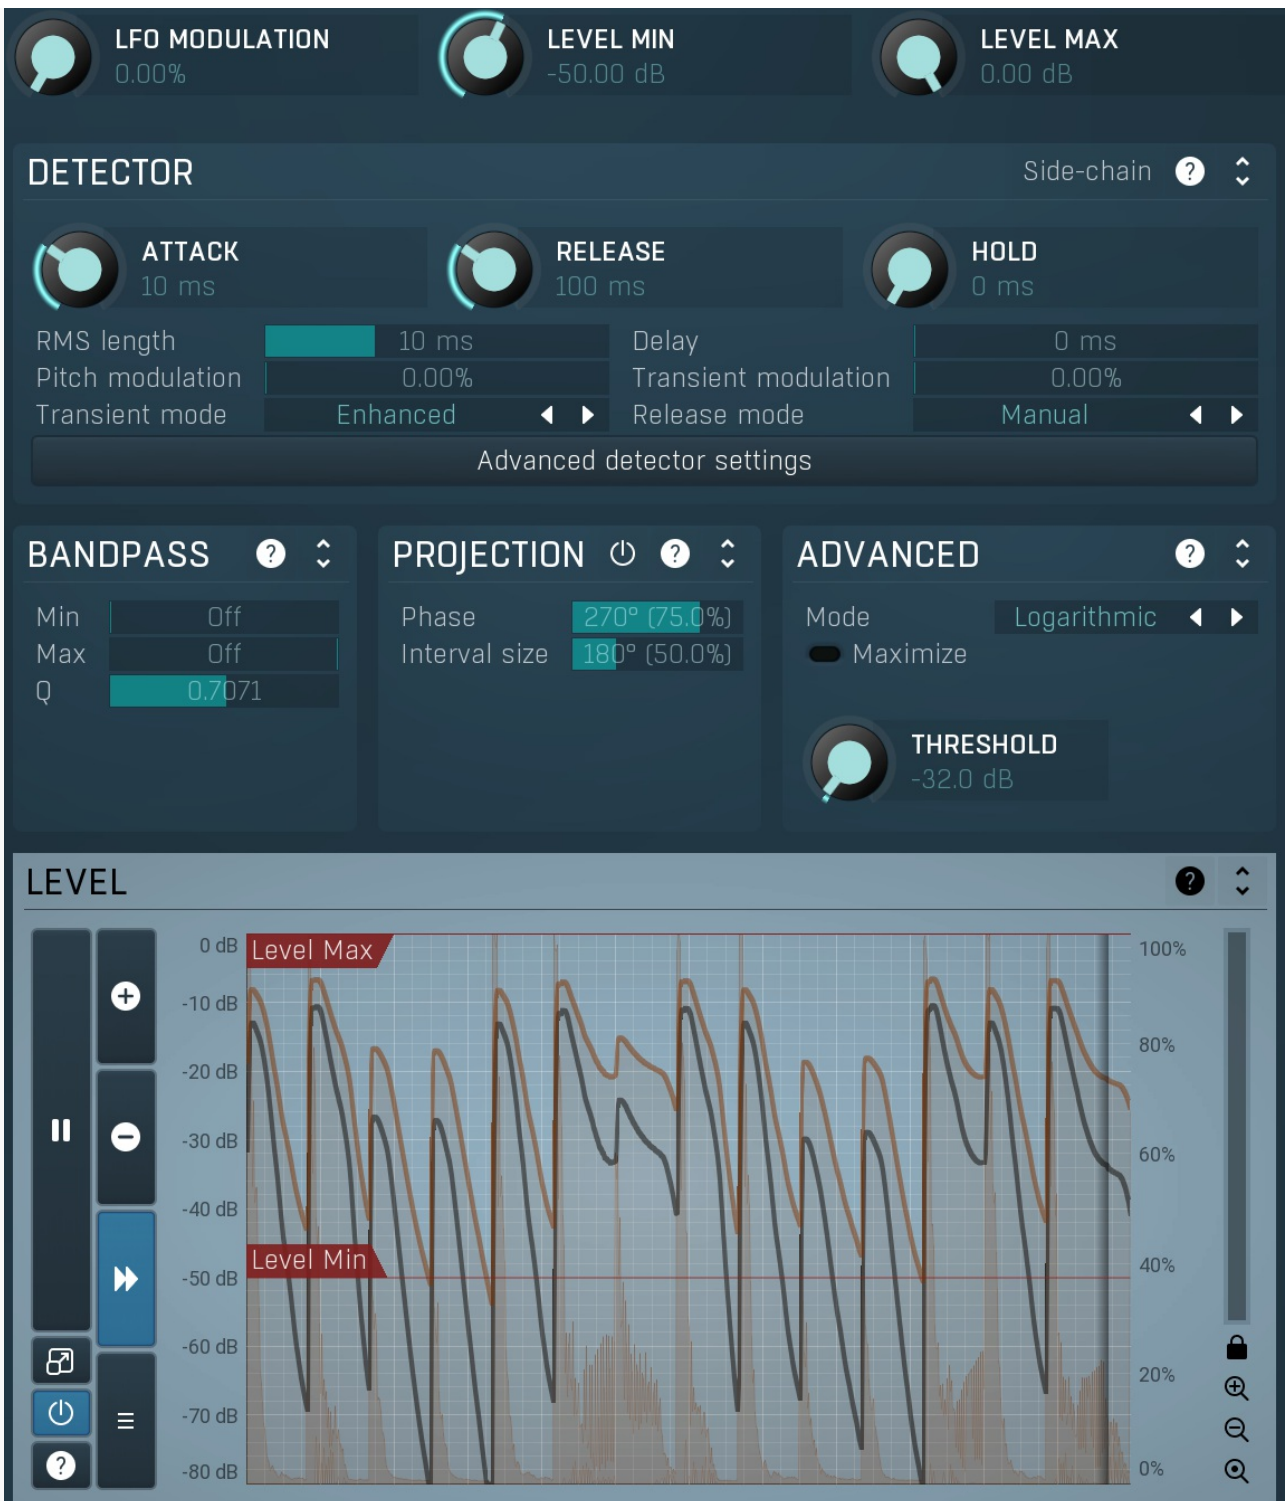 LFO MODULATION LEVEL MIN LEVEL MAX
0.00% -50.00 dB 0.00 dB
DETECTOR Side-chain ?
ATTACK RELEASE HOLD
10 ms 100 ms 0 ms
RMS length 10 ms Delay 0 ms
Pitch modulation 0.00% Transient modulation 0.00%
Transient mode Enhanced Release mode Manual
Advanced detector settings
BANDPASS ? PROJECTION ? ADVANCED ?
Min Off Phase 270° (75.0%) Mode Logarithmic
Max Off Interval size 180° (50.0%) Maximize
Q 0.7071
THRESHOLD
-32.0 dB
LEVEL ?
0 dB Level Max 100%
-10 dB
80%
-20 dB
-30 dB
60%
-40 dB
Level Min 40%
-50 dB
-60 dB
20%
-70 dB
? -80 dB 0%